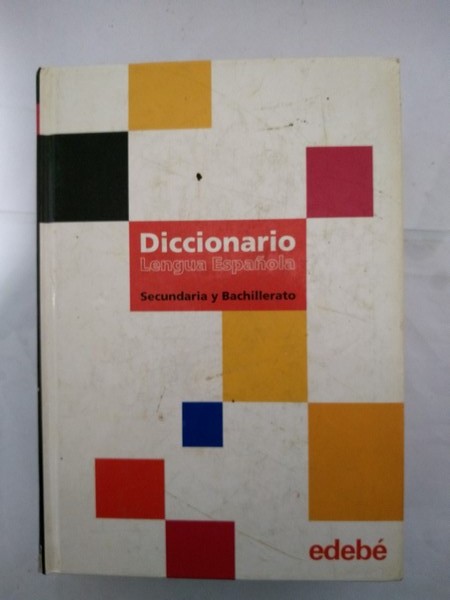 Diccionario
Lengua Española
Secundaria y Bachillerato
edebé